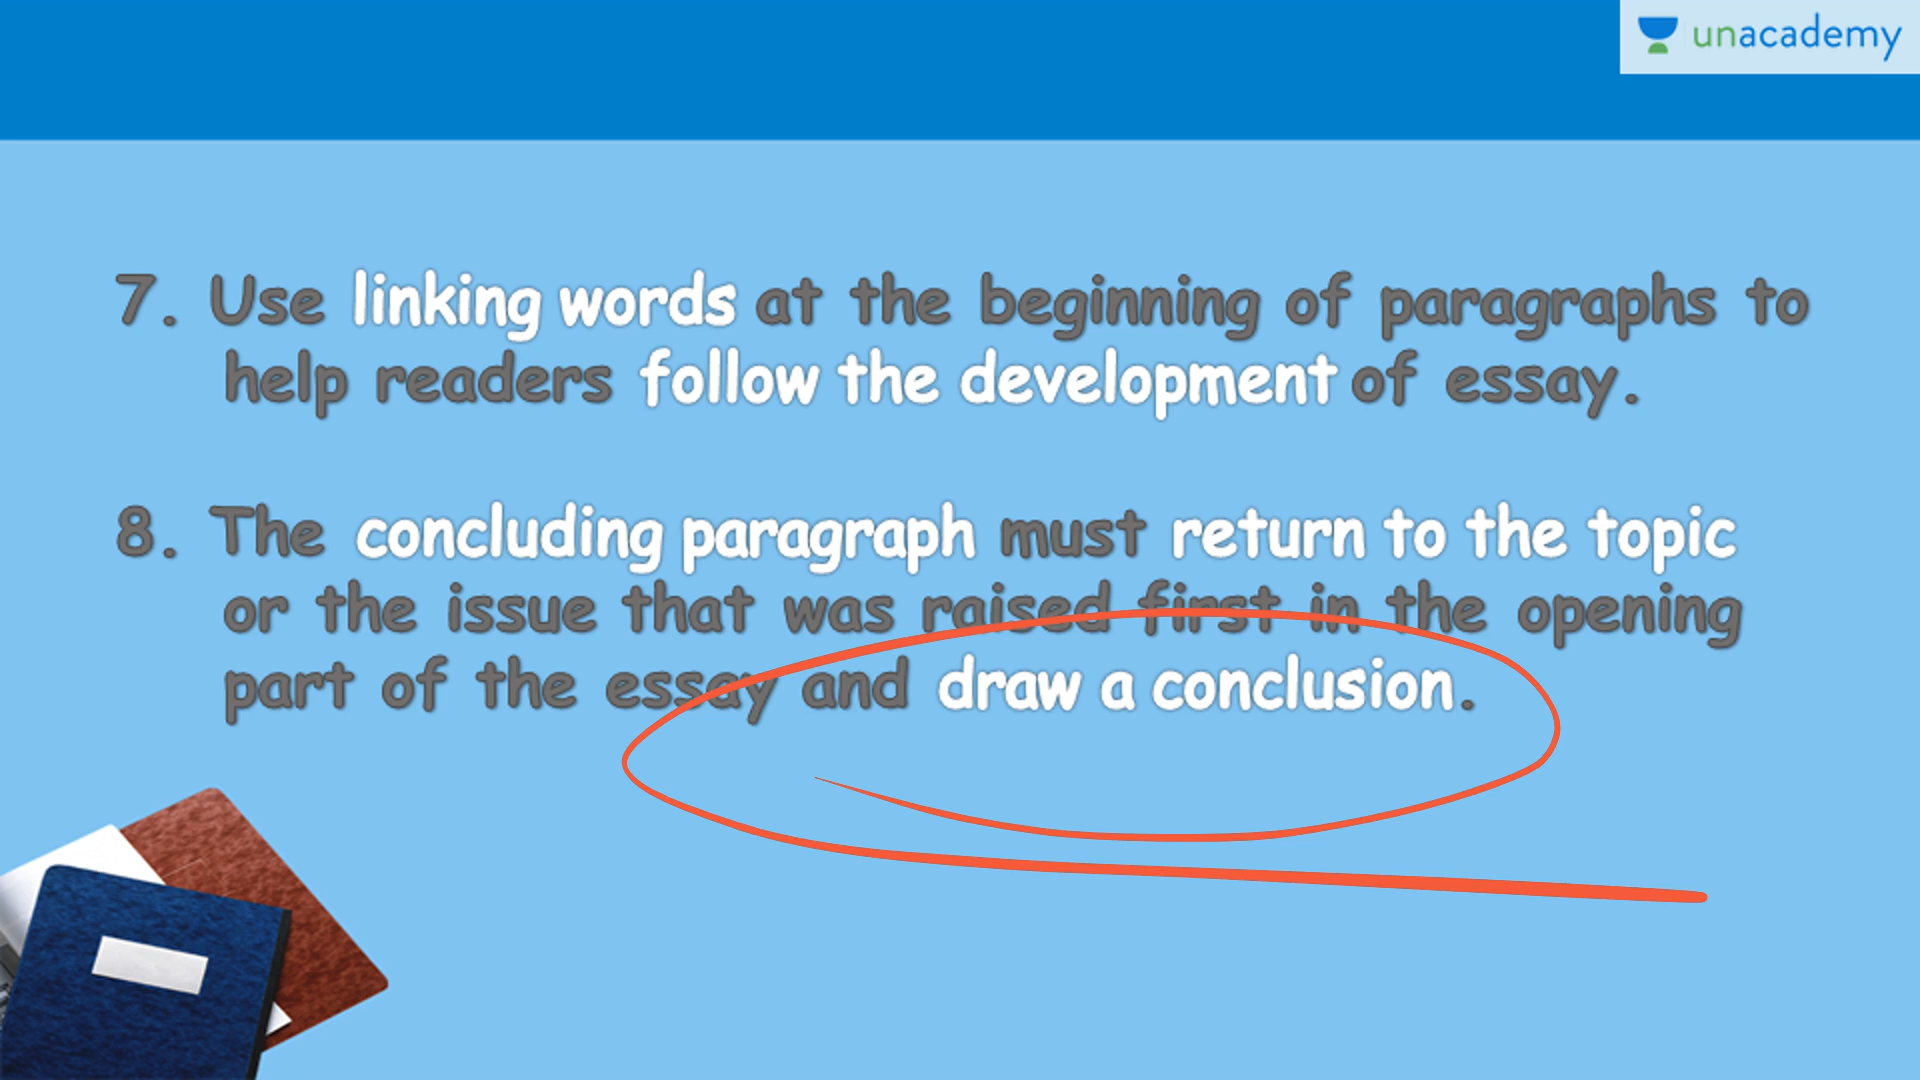 unacademy
7. Use linking words at the beginning of paragraphs to
help readers follow the development of essay.
8. The concluding paragraph must return to the topic
or the issue that was raised first in the opening
part of the essay and draw a conclusion.